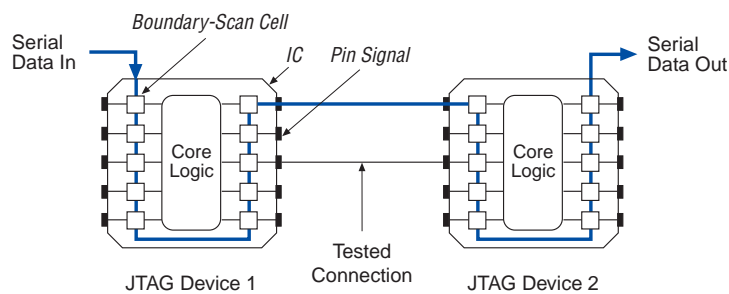 Boundary-Scan Cell
Serial
Data In
IC
Pin Signal
Serial
Data Out
Core
Logic
Core
Logic
Tested
Connection
JTAG Device 1
JTAG Device 2